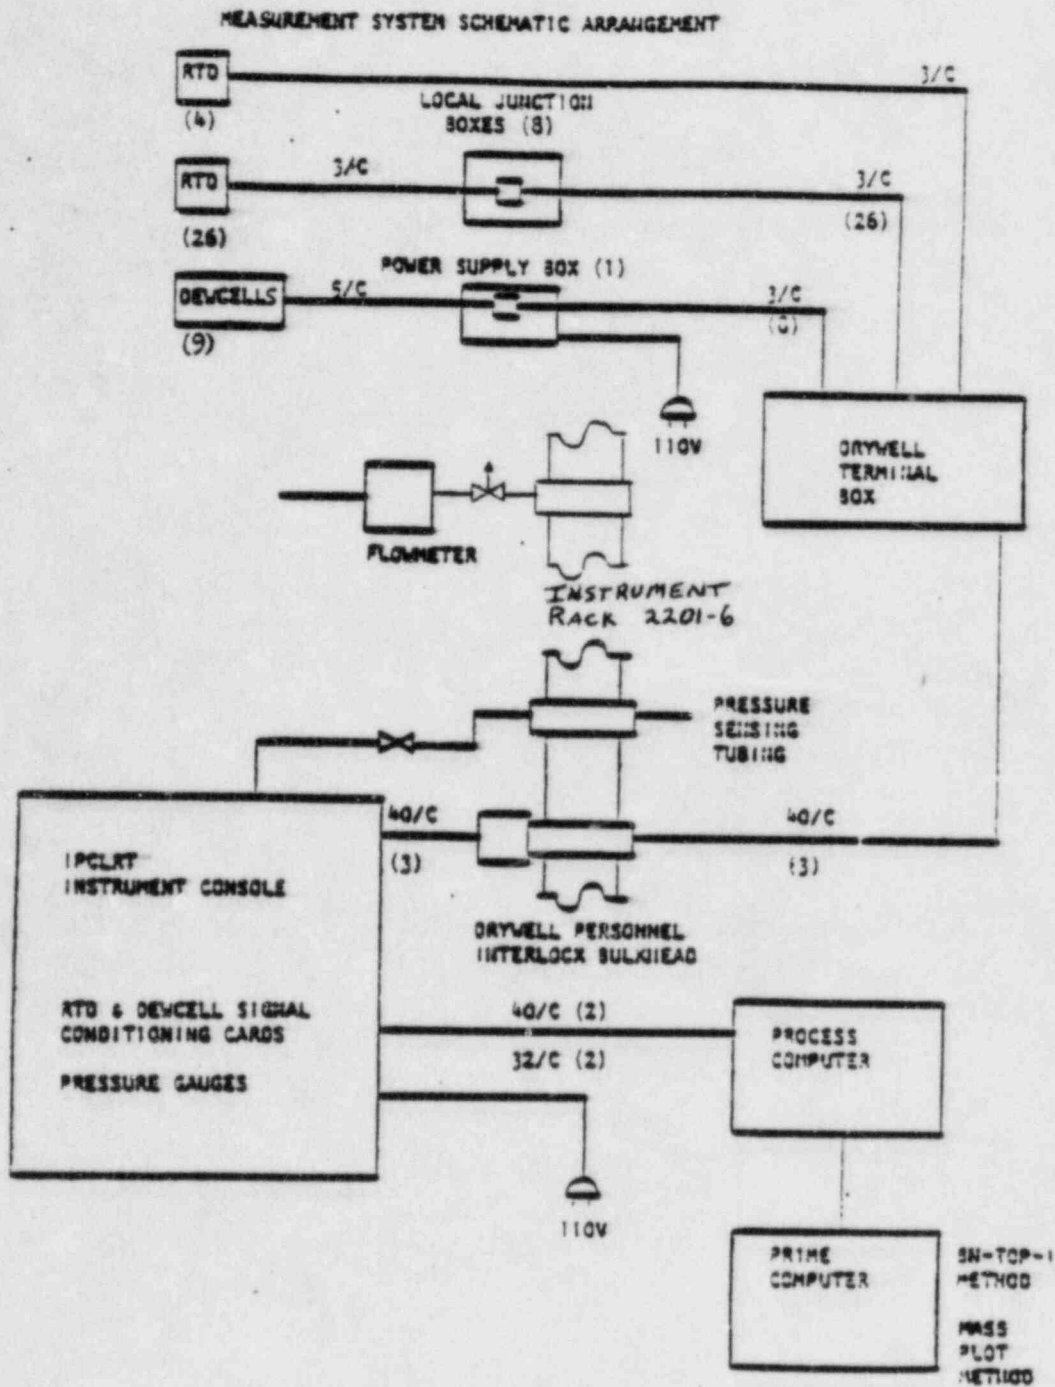 MEASUREMENT SYSTEM SCHEMATIC ARRANGEMENT
RTD
3/C
(4)
LOCAL JUNCTION
BOXES (8)
RTD
3/C
3/C
(26)
(26)
POWER SUPPLY BOX (1)
DEWCELLS
5/C
3/C
(9)
110V
DRYWELL
TERMINAL
BOX
FLOWMETER
INSTRUMENT
RACK 2201-6
PRESSURE
SENSING
TUBING
40/C
40/C
(3)
(3)
IPCLRT
INSTRUMENT CONSOLE
DRYWELL PERSONNEL
INTERLOCK BULKHEAD
RTD & DEWCELL SIGNAL
CONDITIONING CARDS
40/C (2)
32/C (2)
PROCESS
COMPUTER
PRESSURE GAUGES
110V
PRIME
COMPUTER
BN-TOP-1
METHOD
MASS
PLOT
METHOD